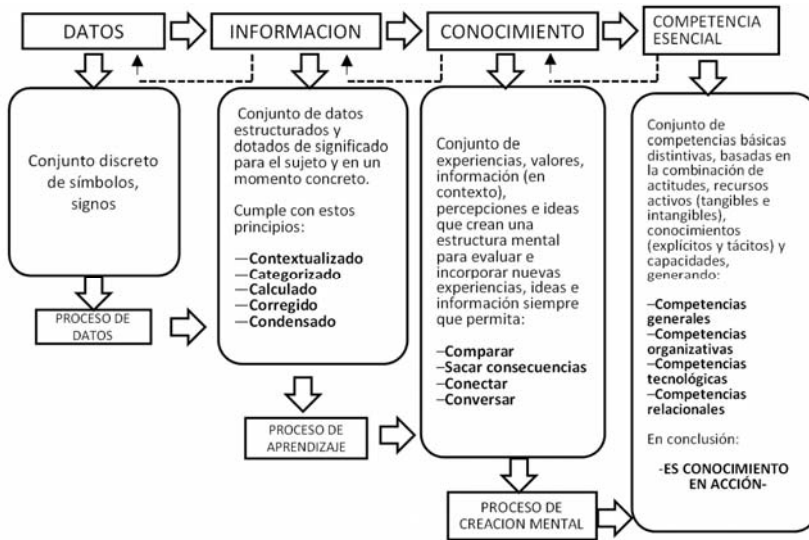 DATOS
INFORMACION
CONOCIMIENTO
COMPETENCIA
ESENCIAL
Conjunto discreto
de símbolos,
signos
PROCESO DE
DATOS
Conjunto de datos
estructurados y
dotados de significado
para el sujeto y en un
momento concreto.
Cumple con estos
principios:
—Contextualizado
—Categorizado
—Calculado
—Corregido
—Condensado
PROCESO DE
APRENDIZAJE
Conjunto de
experiencias, valores,
información (en
contexto),
percepciones e ideas
que crean una
estructura mental
para evaluar e
incorporar nuevas
experiencias, ideas e
información siempre
que permita:
—Comparar
—Sacar consecuencias
—Conectar
—Conversar
PROCESO DE
CREACION MENTAL
Conjunto de
competencias básicas
distintivas, basadas en
la combinación de
actitudes, recursos
activos (tangibles e
intangibles),
conocimientos
(explícitos y tácitos) y
capacidades,
generando:
—Competencias
generales
—Competencias
organizativas
—Competencias
tecnológicas
—Competencias
relacionales
En conclusión:
-ES CONOCIMIENTO
EN ACCIÓN-